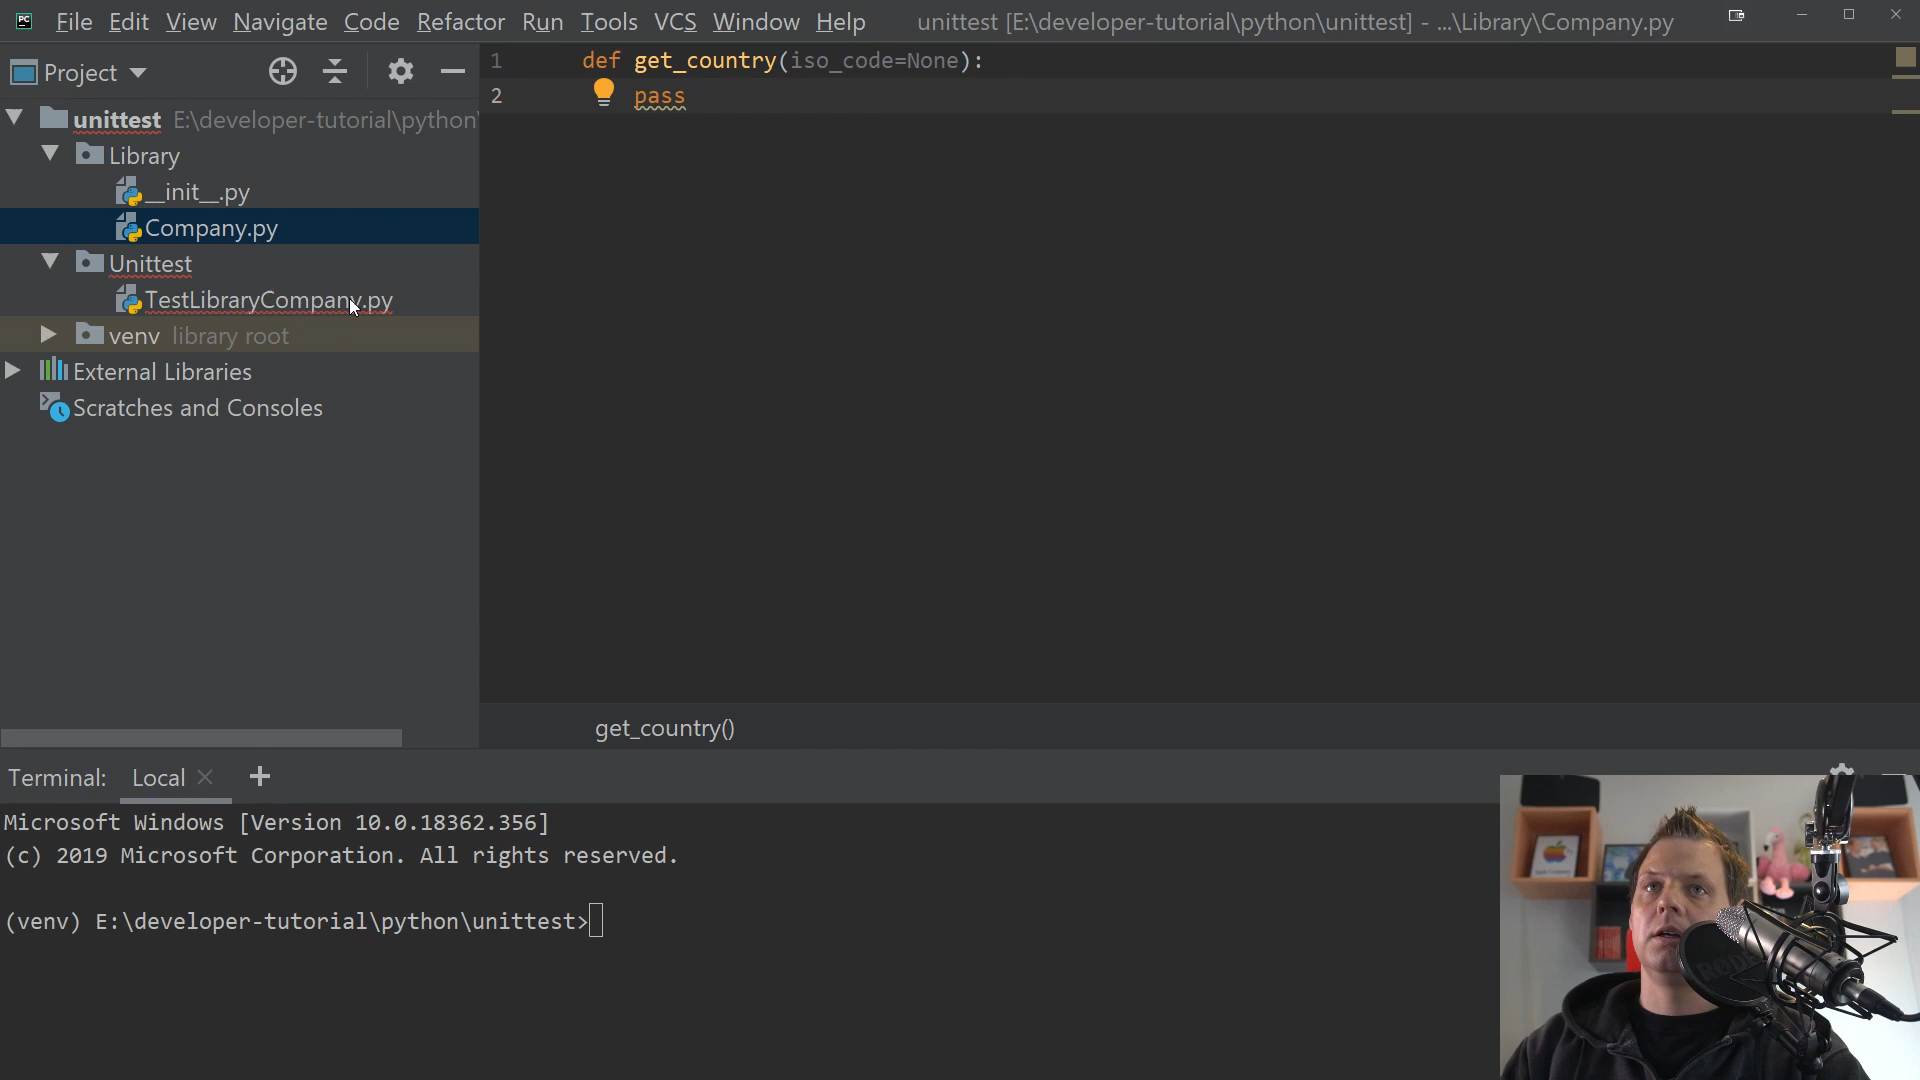 File Edit View Navigate Code Refactor Run Tools VCS Window Help unittest [E:\developer-tutorial\python\unittest] - ...\Library\Company.py
Project
1 def get_country(iso_code=None):
2 pass
unittest E:\developer-tutorial\python
Library
__init__.py
Company.py
Unittest
TestLibraryCompany.py
venv library root
External Libraries
Scratches and Consoles
get_country()
Terminal: Local
Microsoft Windows [Version 10.0.18362.356]
(c) 2019 Microsoft Corporation. All rights reserved.
(venv) E:\developer-tutorial\python\unittest>
RODE